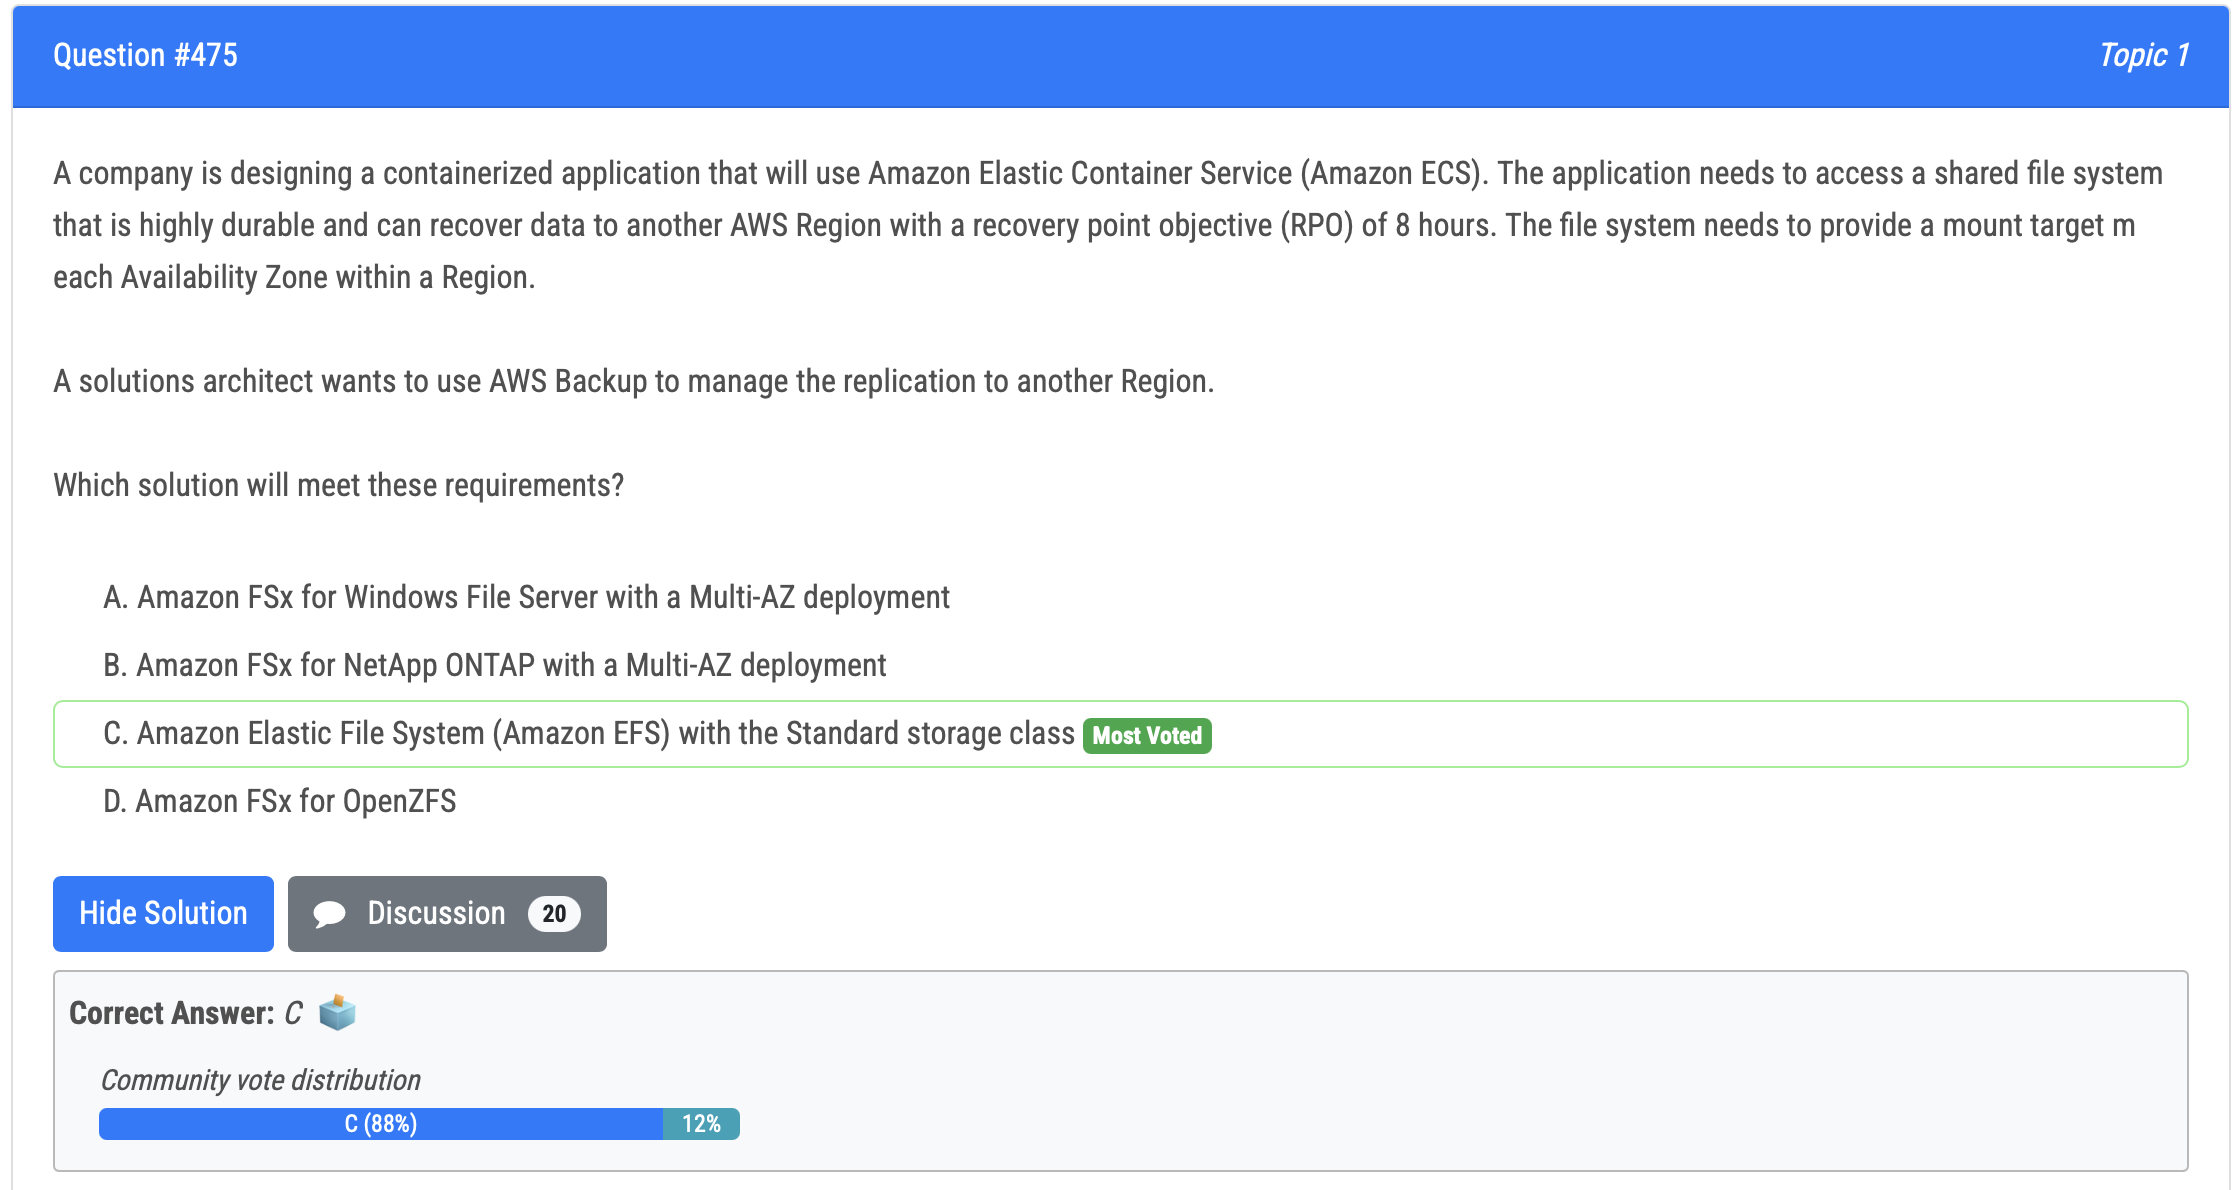 Question #475
Topic 1
A company is designing a containerized application that will use Amazon Elastic Container Service (Amazon ECS). The application needs to access a shared file system
that is highly durable and can recover data to another AWS Region with a recovery point objective (RPO) of 8 hours. The file system needs to provide a mount target m
each Availability Zone within a Region.
A solutions architect wants to use AWS Backup to manage the replication to another Region.
Which solution will meet these requirements?
A. Amazon FSx for Windows File Server with a Multi-AZ deployment
B. Amazon FSx for NetApp ONTAP with a Multi-AZ deployment
C. Amazon Elastic File System (Amazon EFS) with the Standard storage class Most Voted
D. Amazon FSx for OpenZFS
Hide Solution
Discussion 20
Correct Answer: C
Community vote distribution
C (88%)
12%